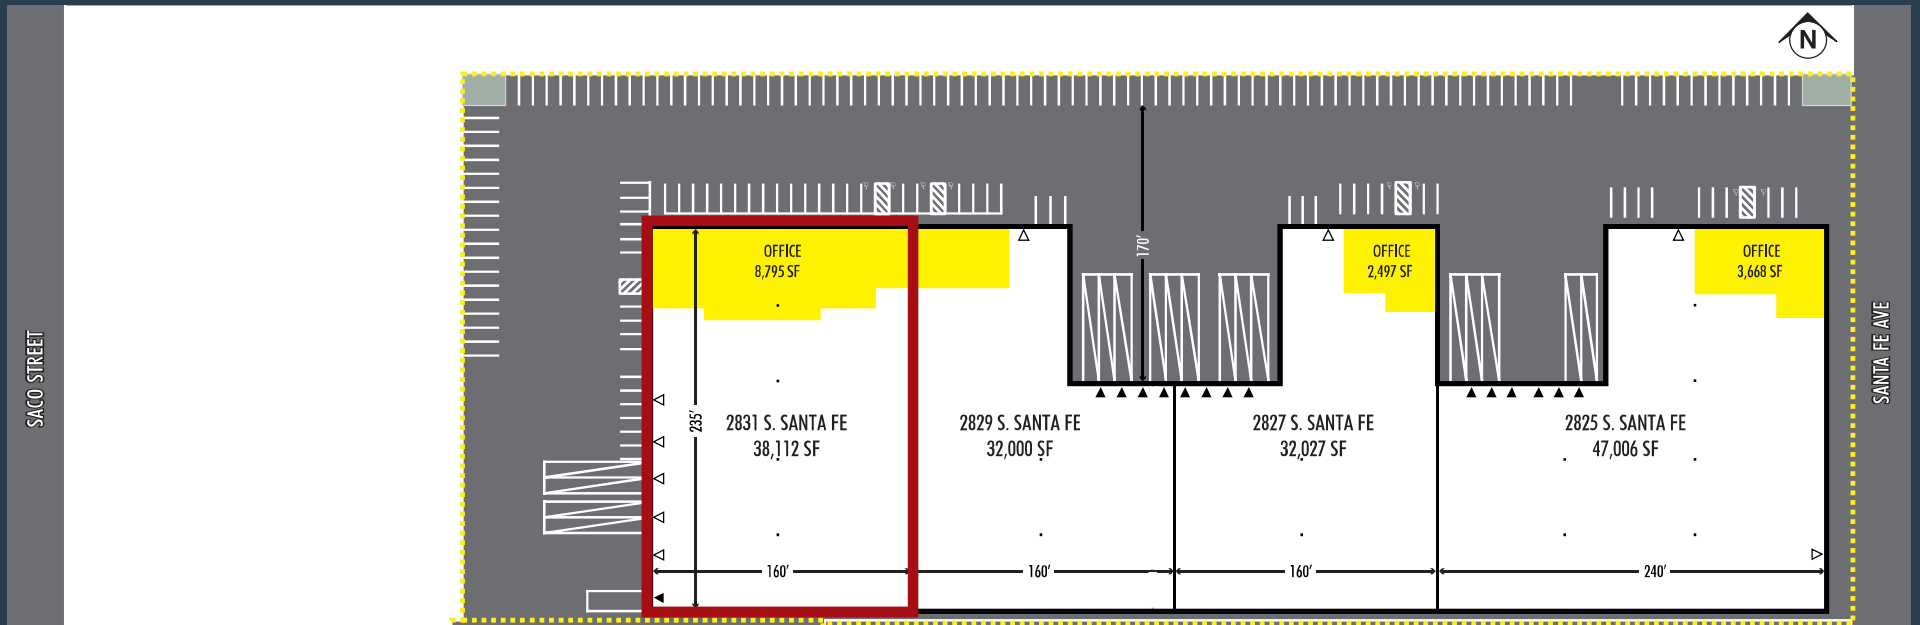 N
170'
OFFICE
8,795 SF
OFFICE
2,497 SF
OFFICE
3,668 SF
SACO STREET
SANTA FE AVE
235'
2831 S. SANTA FE
38,112 SF
2829 S. SANTA FE
32,000 SF
2827 S. SANTA FE
32,027 SF
2825 S. SANTA FE
47,006 SF
160'
160'
160'
240'